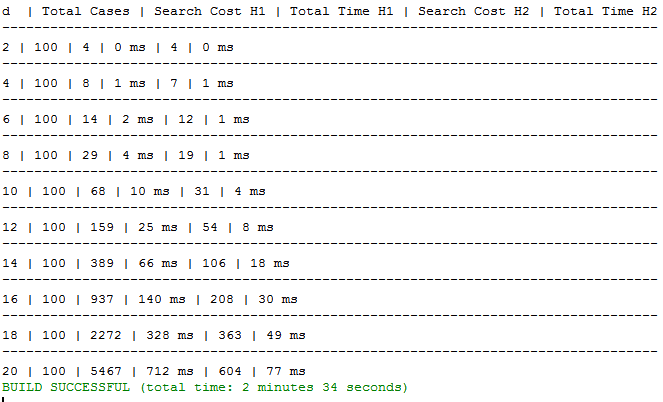 d  | Total Cases | Search Cost H1 | Total Time H1 | Search Cost H2 | Total Time H2
----------------------------------------------------------------------------------
2 | 100 | 4 | 0 ms | 4 | 0 ms
----------------------------------------------------------------------------------
4 | 100 | 8 | 1 ms | 7 | 1 ms
----------------------------------------------------------------------------------
6 | 100 | 14 | 2 ms | 12 | 1 ms
----------------------------------------------------------------------------------
8 | 100 | 29 | 4 ms | 19 | 1 ms
----------------------------------------------------------------------------------
10 | 100 | 68 | 10 ms | 31 | 4 ms
----------------------------------------------------------------------------------
12 | 100 | 159 | 25 ms | 54 | 8 ms
----------------------------------------------------------------------------------
14 | 100 | 389 | 66 ms | 106 | 18 ms
----------------------------------------------------------------------------------
16 | 100 | 937 | 140 ms | 208 | 30 ms
----------------------------------------------------------------------------------
18 | 100 | 2272 | 328 ms | 363 | 49 ms
----------------------------------------------------------------------------------
20 | 100 | 5467 | 712 ms | 604 | 77 ms
BUILD SUCCESSFUL (total time: 2 minutes 34 seconds)